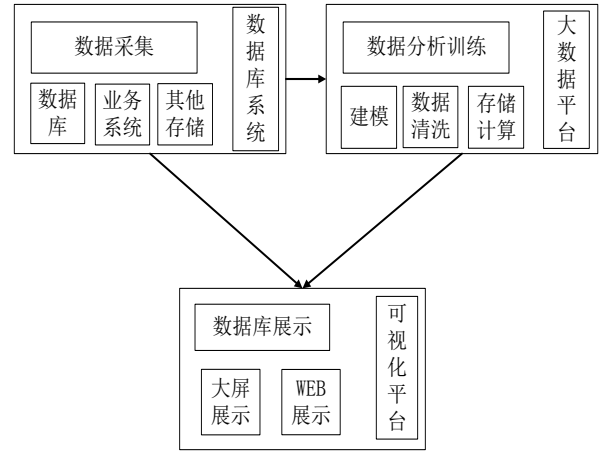 数据采集
数据
库
业务
系统
其他
存储
数
据
库
系
统
数据分析训练
建模
数据
清洗
存储
计算
大
数
据
平
台
数据库展示
大屏
展示
WEB
展示
可
视
化
平
台